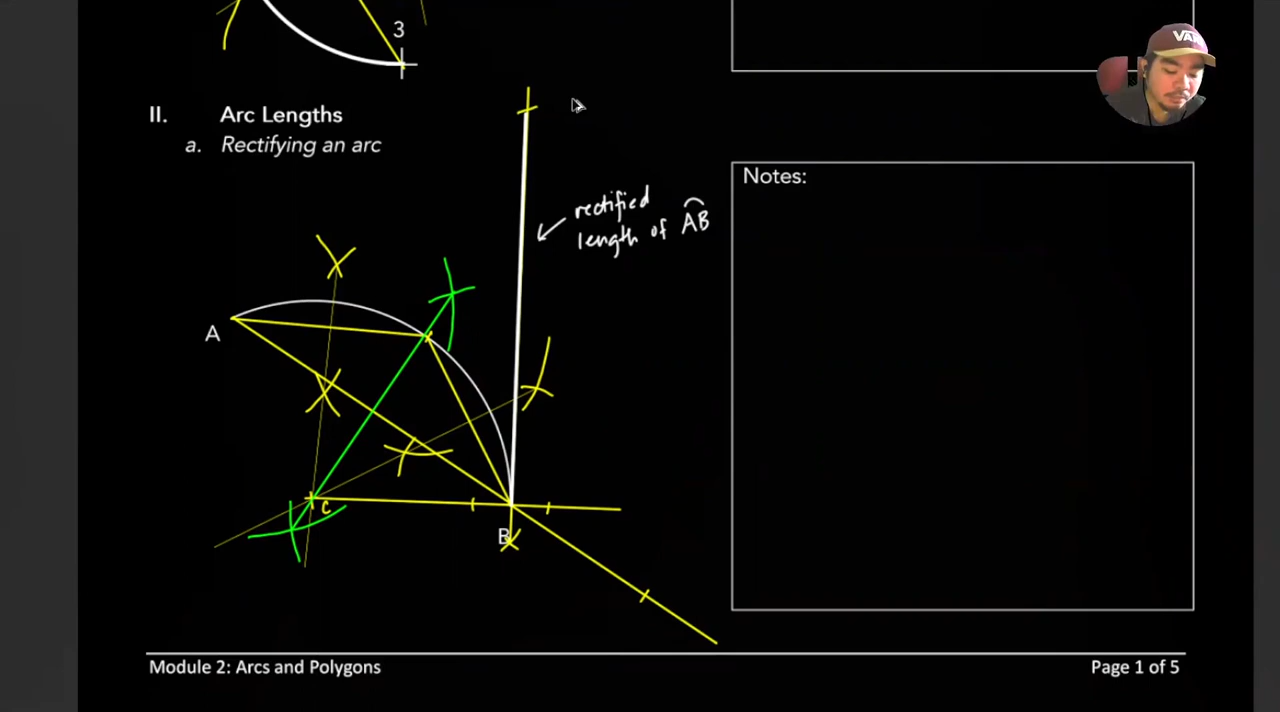 3
II. Arc Lengths
a. Rectifying an arc
Notes:
rectified
length of AB
A
C
B
Module 2: Arcs and Polygons
Page 1 of 5